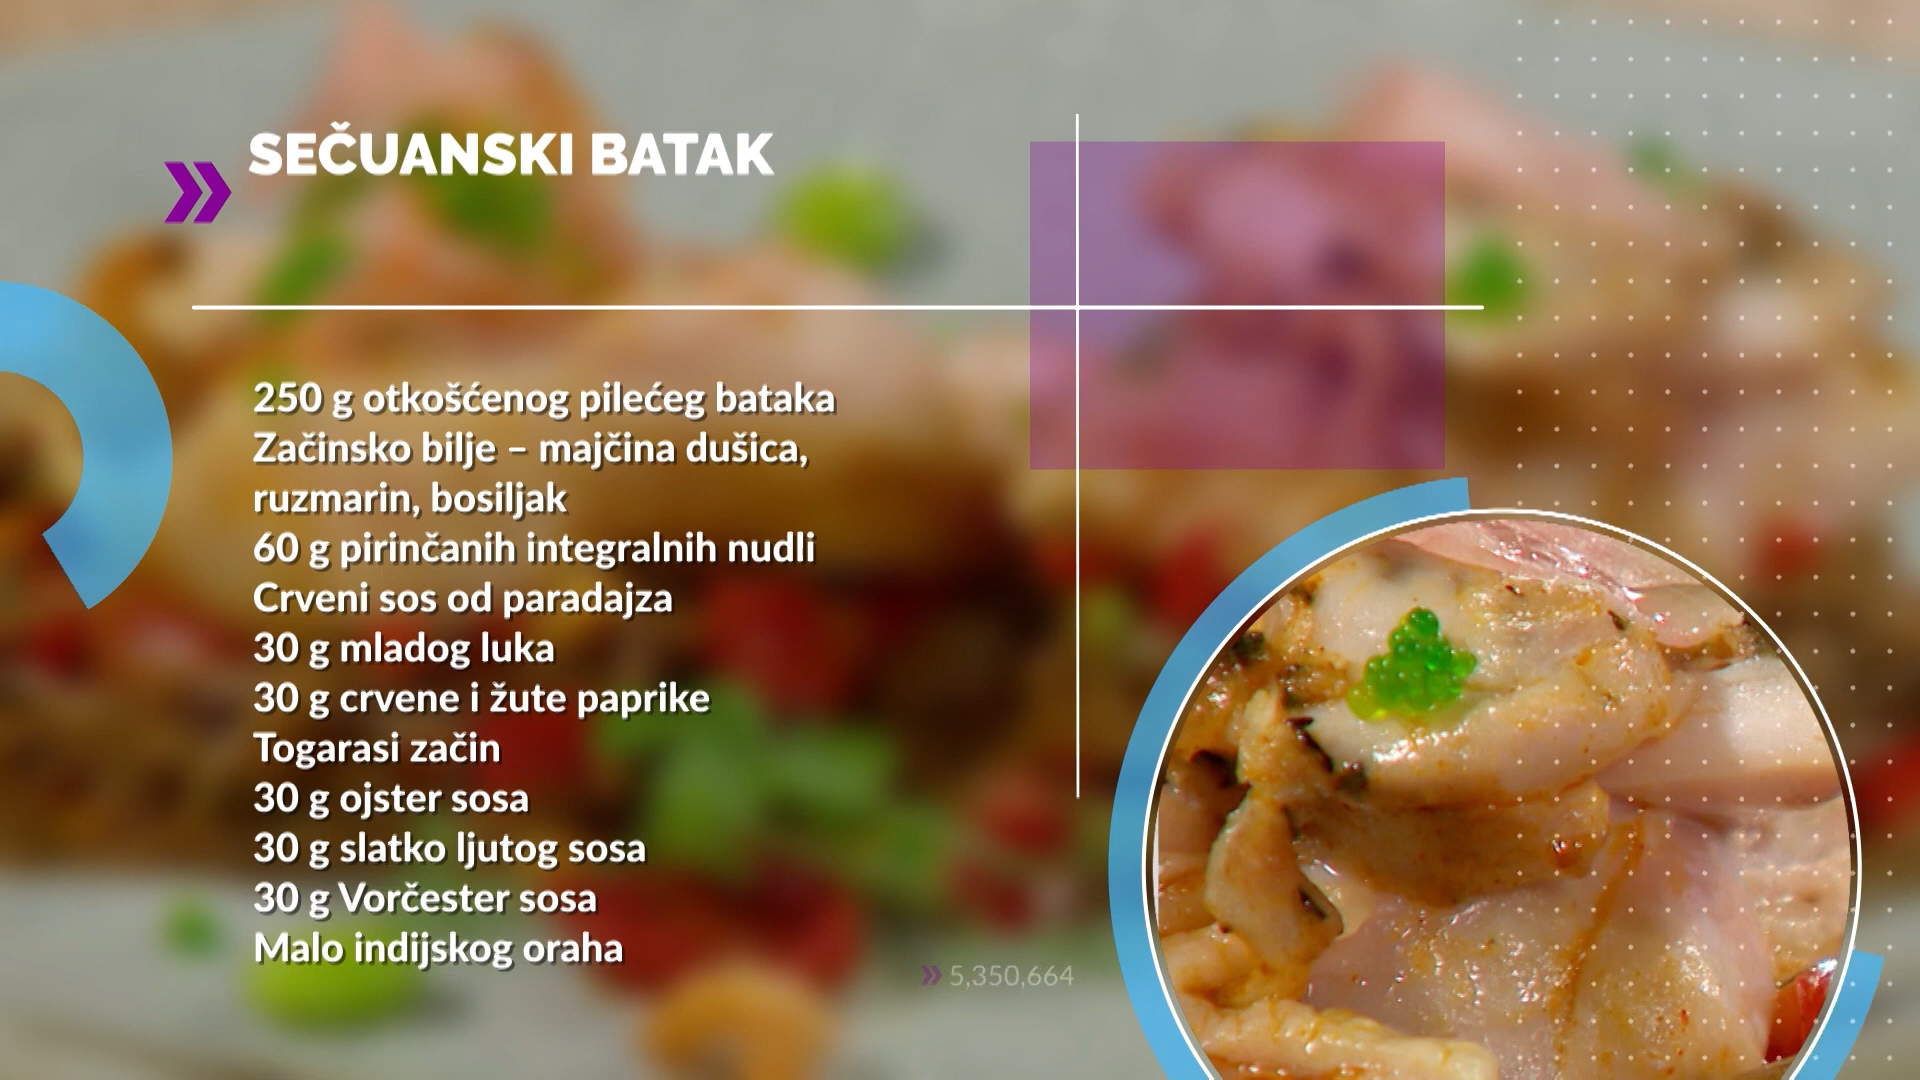 SEČUANSKI BATAK
250 g otkošćenog pilećeg bataka
Začinsko bilje – majčina dušica,
ruzmarin, bosiljak
60 g pirinčanih integralnih nudli
Crveni sos od paradajza
30 g mladog luka
30 g crvene i žute paprike
Togarasi začin
30 g ojster sosa
30 g slatko ljutog sosa
30 g Vorčester sosa
Malo indijskog oraha
5,350,664